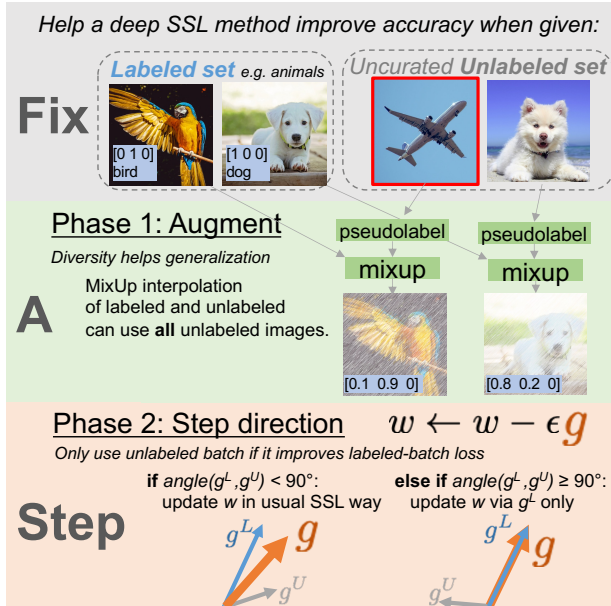 Help a deep SSL method improve accuracy when given:
Labeled set e.g. animals
Uncurated Unlabeled set
Fix
[0 1 0]
bird
[1 0 0]
dog
Phase 1: Augment
Diversity helps generalization
MixUp interpolation
of labeled and unlabeled
can use all unlabeled images.
A
pseudolabel
pseudolabel
mixup
mixup
[0.1 0.9 0]
[0.8 0.2 0]
Phase 2: Step direction
w ← w − ϵg
Only use unlabeled batch if it improves labeled-batch loss
if angle(g^L,g^U) < 90°:
update w in usual SSL way
else if angle(g^L,g^U) ≥ 90°:
update w via g^L only
Step
g^L
g
g^U
g^L
g
g^U